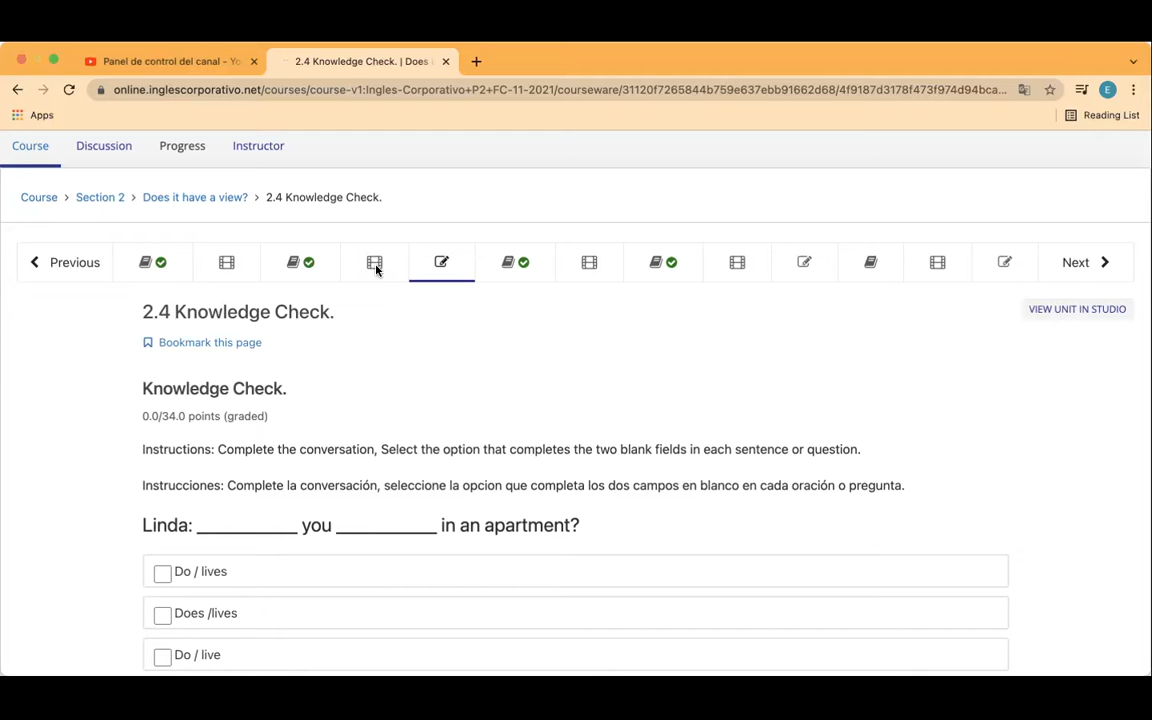 Panel de control del canal - Yo
2.4 Knowledge Check. | Does
online.inglescorporativo.net/courses/course-v1:Ingles-Corporativo+P2+FC-11-2021/courseware/31120f7265844b759e637ebb91662d68/4f9187d3178f473f974d94bca...
E
Apps
Reading List
Course Discussion Progress Instructor
Course > Section 2 > Does it have a view? > 2.4 Knowledge Check.
Previous
Next
2.4 Knowledge Check.
VIEW UNIT IN STUDIO
Bookmark this page
Knowledge Check.
0.0/34.0 points (graded)
Instructions: Complete the conversation, Select the option that completes the two blank fields in each sentence or question.
Instrucciones: Complete la conversación, seleccione la opcion que completa los dos campos en blanco en cada oración o pregunta.
Linda: ___________ you ___________ in an apartment?
Do / lives
Does /lives
Do / live